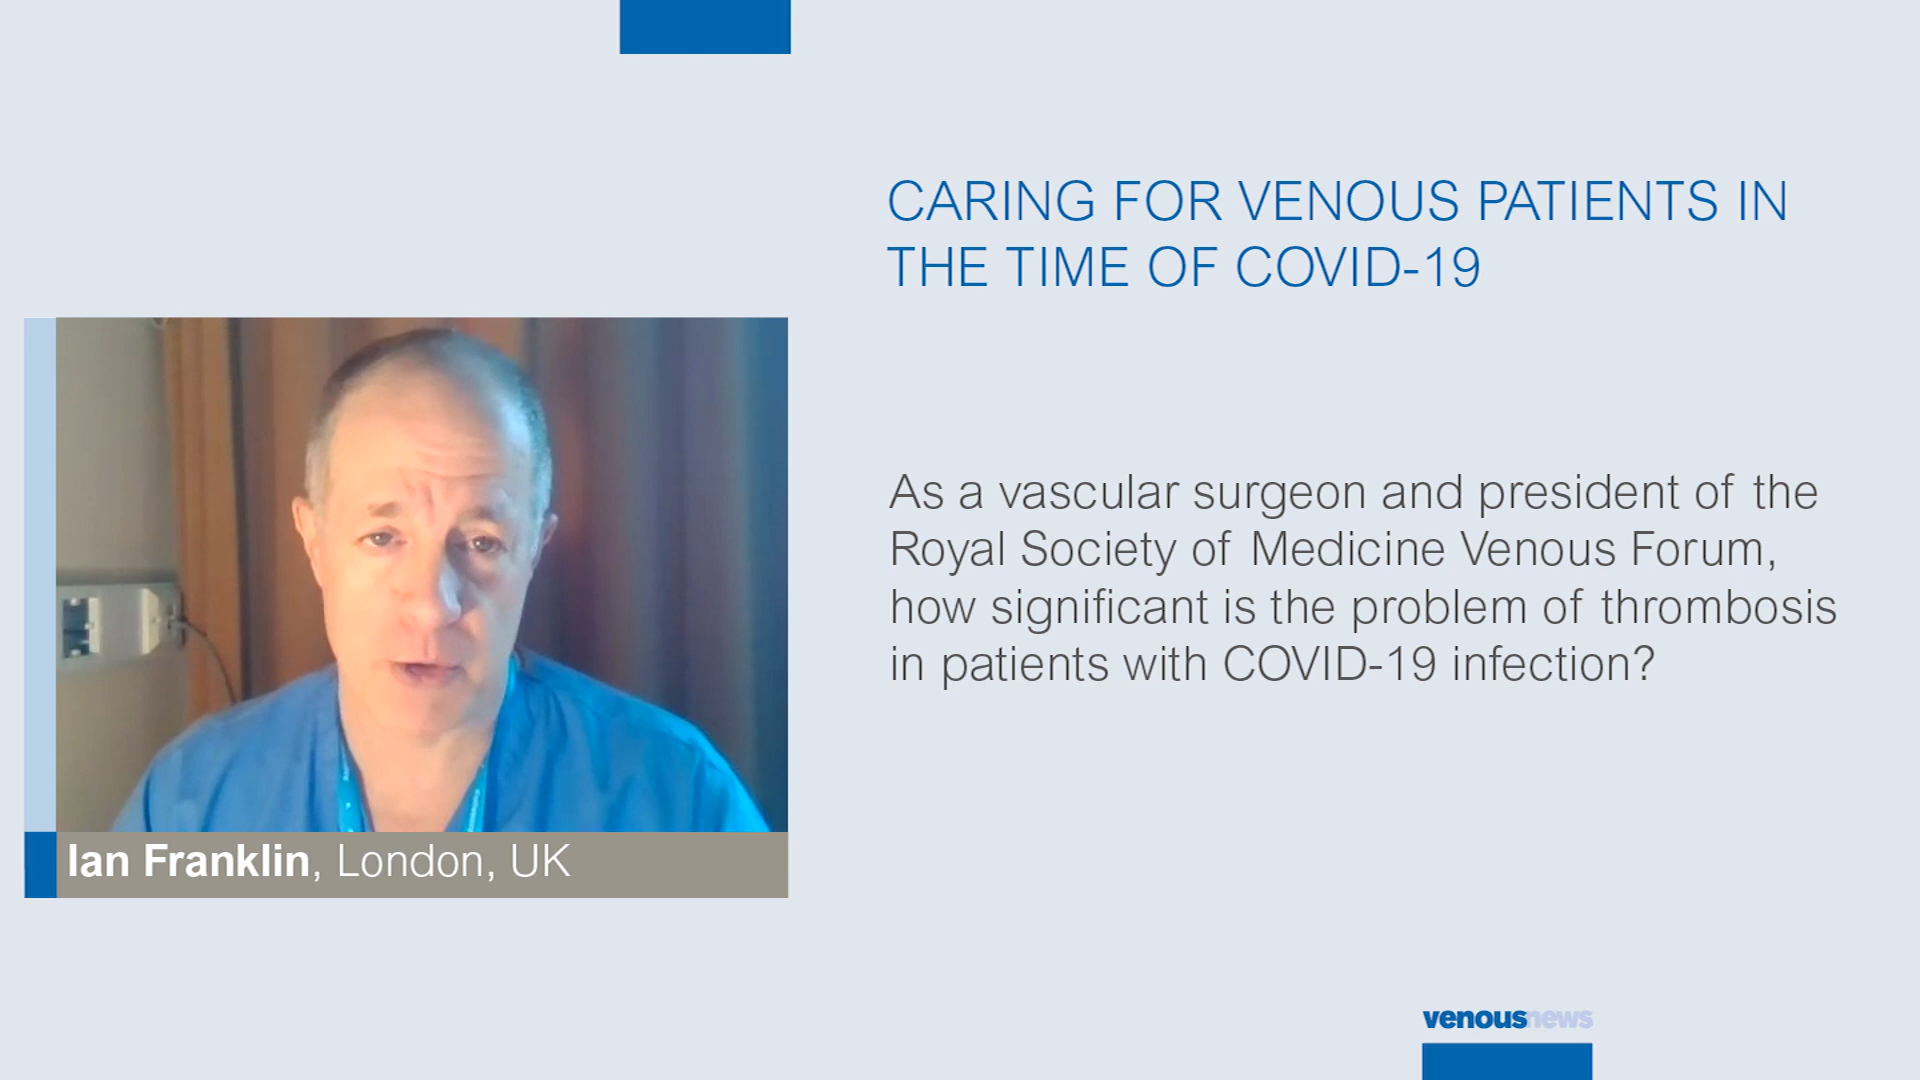 CARING FOR VENOUS PATIENTS IN
THE TIME OF COVID-19
As a vascular surgeon and president of the
Royal Society of Medicine Venous Forum,
how significant is the problem of thrombosis
in patients with COVID-19 infection?
Ian Franklin, London, UK
venousnews